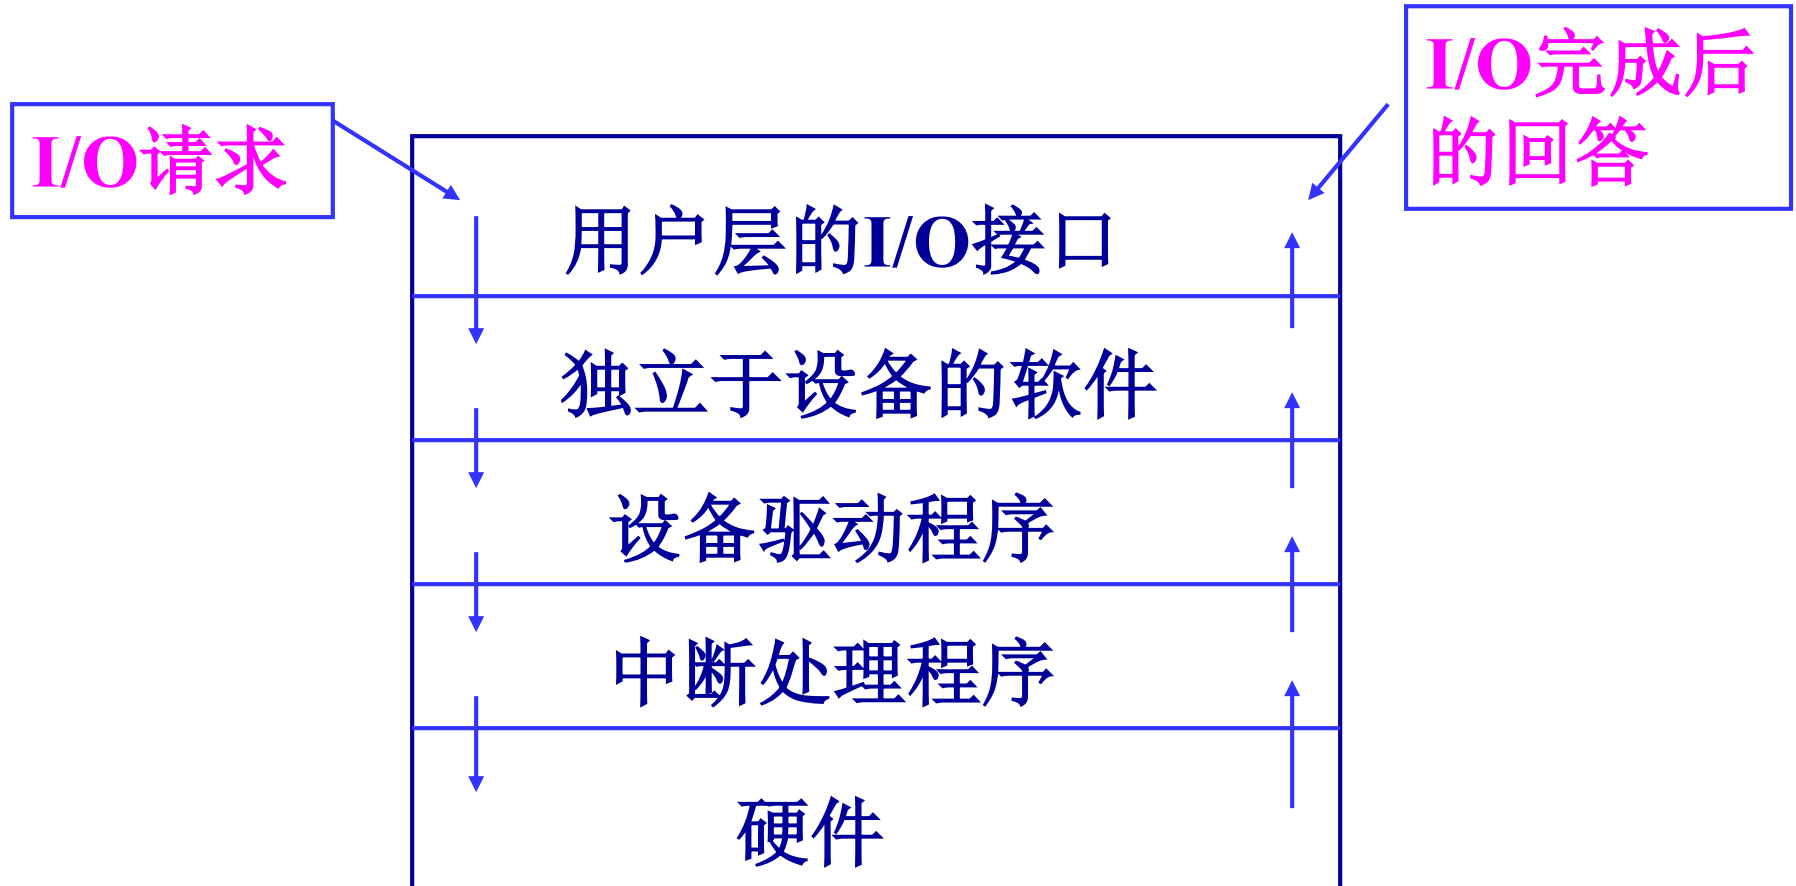 I/O请求
I/O完成后
的回答
用户层的I/O接口
独立于设备的软件
设备驱动程序
中断处理程序
硬件